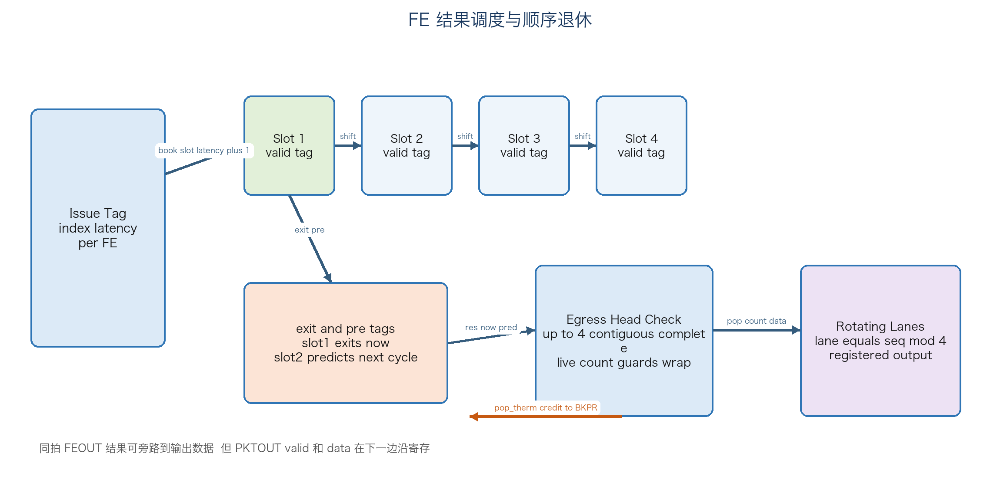 FE 结果调度与顺序退休
Issue Tag
index latency
per FE
book slot latency plus 1
Slot 1
valid tag
shift
Slot 2
valid tag
shift
Slot 3
valid tag
shift
Slot 4
valid tag
exit pre
exit and pre tags
slot1 exits now
slot2 predicts next cycle
res now pred
Egress Head Check
up to 4 contiguous complet
e
live count guards wrap
pop count data
Rotating Lanes
lane equals seq mod 4
registered output
pop_therm credit to BKPR
同拍 FEOUT 结果可旁路到输出数据 但 PKTOUT valid 和 data 在下一边沿寄存